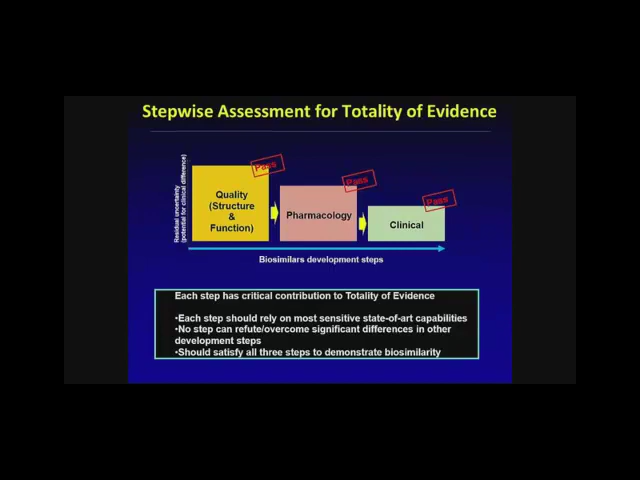 Stepwise Assessment for Totality of Evidence
Residual uncertainty
(potential for clinical difference)
Pass
Quality
(Structure
&
Function)
Pass
Pharmacology
Pass
Clinical
Biosimilars development steps
Each step has critical contribution to Totality of Evidence
•Each step should rely on most sensitive state-of-art capabilities
•No step can refute/overcome significant differences in other
development steps
•Should satisfy all three steps to demonstrate biosimilarity